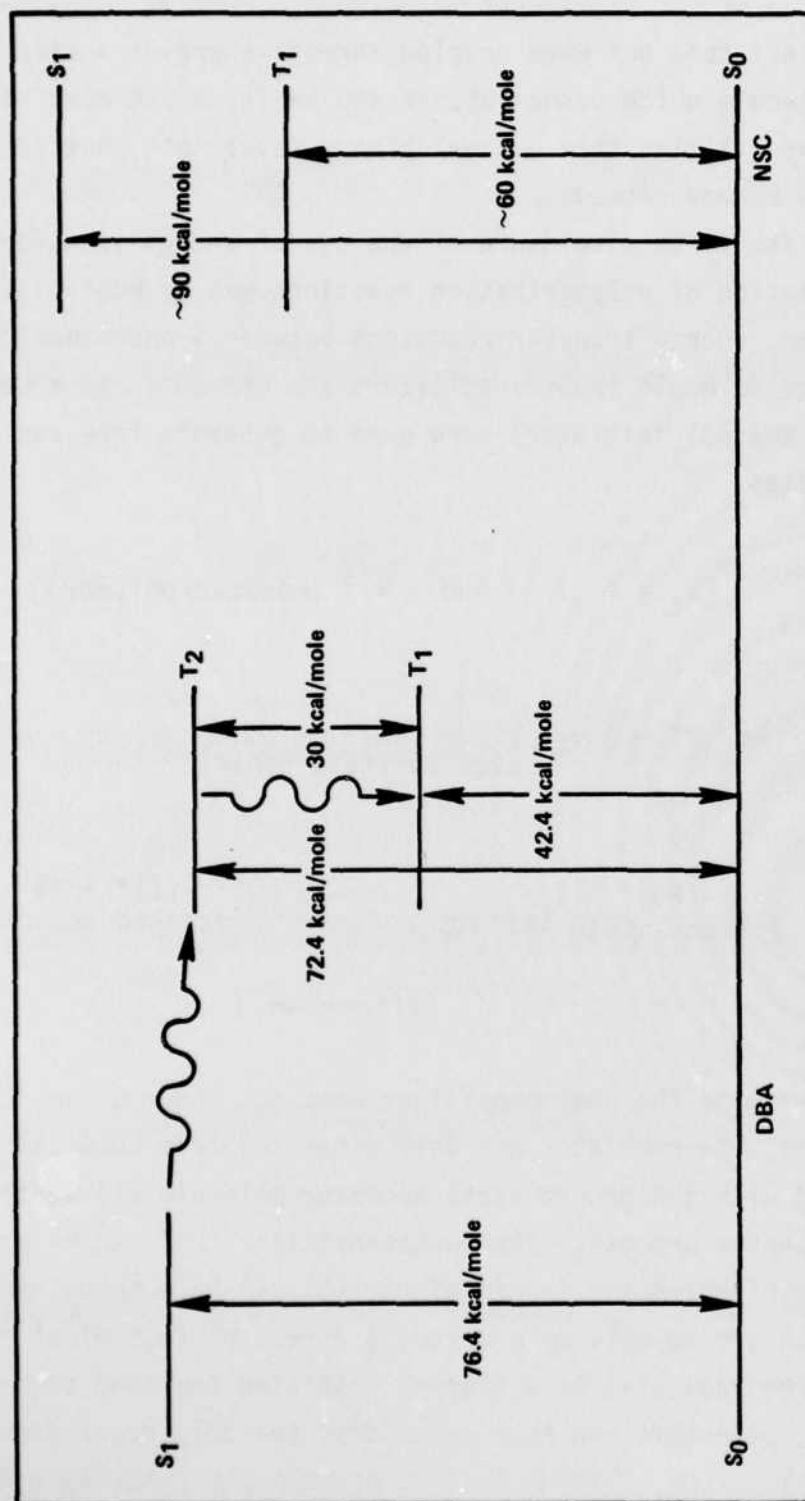 S1
76.4 kcal/mole
S0
T2
72.4 kcal/mole
30 kcal/mole
T1
42.4 kcal/mole
DBA
S1
~90 kcal/mole
T1
~60 kcal/mole
S0
NSC